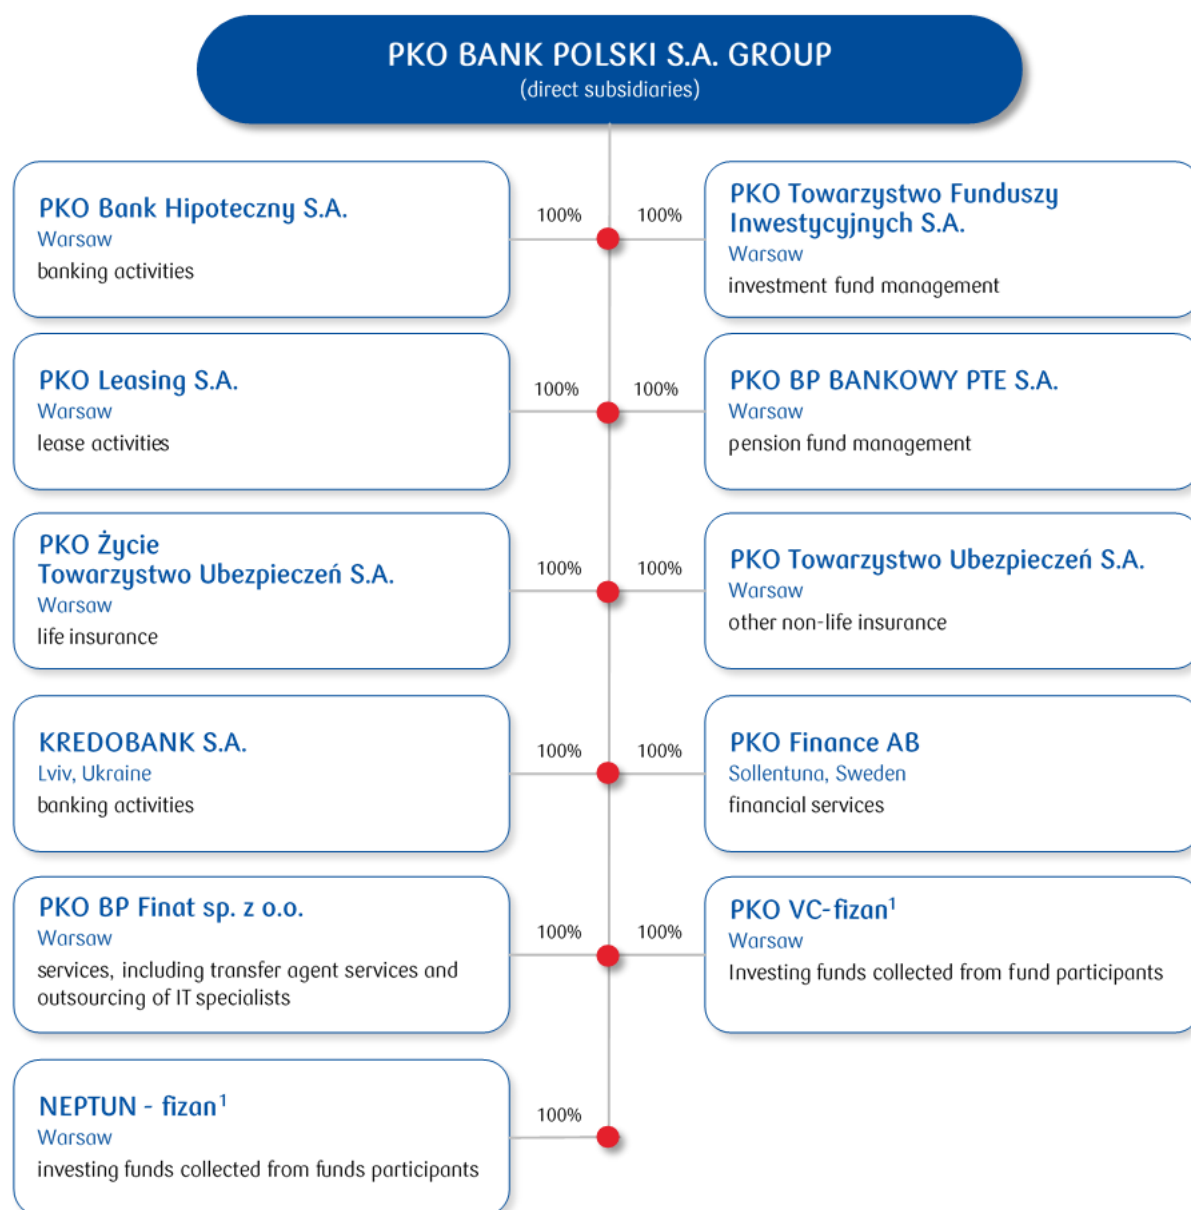 PKO BANK POLSKI S.A. GROUP
(direct subsidiaries)
PKO Bank Hipoteczny S.A.
Warsaw
banking activities
100%
100%
PKO Towarzystwo Funduszy
Inwestycyjnych S.A.
Warsaw
investment fund management
PKO Leasing S.A.
Warsaw
lease activities
100%
100%
PKO BP BANKOWY PTE S.A.
Warsaw
pension fund management
PKO Życie
Towarzystwo Ubezpieczeń S.A.
Warsaw
life insurance
100%
100%
PKO Towarzystwo Ubezpieczeń S.A.
Warsaw
other non-life insurance
KREDOBANK S.A.
Lviv, Ukraine
banking activities
100%
100%
PKO Finance AB
Sollentuna, Sweden
financial services
PKO BP Finat sp. z o.o.
Warsaw
services, including transfer agent services and
outsourcing of IT specialists
100%
100%
PKO VC-fizan¹
Warsaw
Investing funds collected from fund participants
NEPTUN - fizan¹
Warsaw
investing funds collected from funds participants
100%